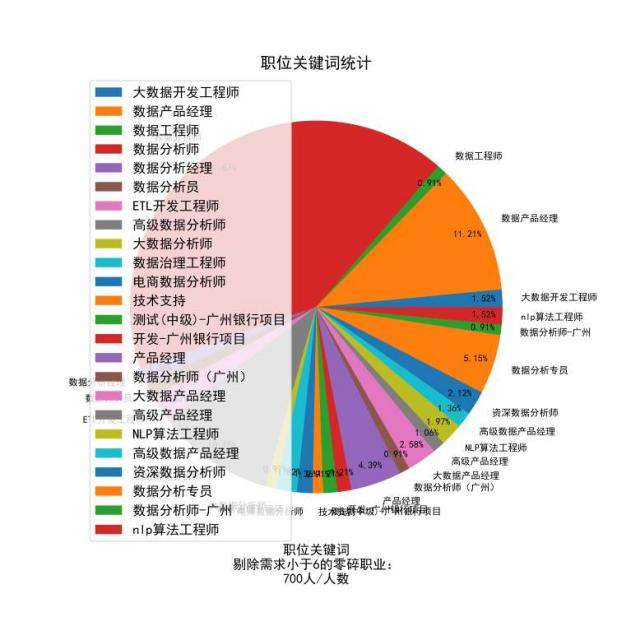 职位关键词统计
大数据开发工程师
数据产品经理
数据工程师
数据分析师
数据分析经理
数据分析员
ETL开发工程师
高级数据分析师
大数据分析师
数据治理工程师
电商数据分析师
技术支持
测试(中级)-广州银行项目
开发-广州银行项目
产品经理
数据分析师（广州）
大数据产品经理
高级产品经理
NLP算法工程师
高级数据产品经理
资深数据分析师
数据分析专员
数据分析师-广州
nlp算法工程师
数据工程师
0.91%
数据产品经理
11.21%
大数据开发工程师
1.52%
nlp算法工程师
1.52%
数据分析师-广州
0.91%
数据分析专员
5.15%
资深数据分析师
2.12%
高级数据产品经理
1.36%
NLP算法工程师
1.97%
高级产品经理
1.06%
大数据产品经理
2.58%
数据分析师（广州）
0.91%
产品经理
4.39%
职位关键词
剔除需求小于6的零碎职业：
700人/人数